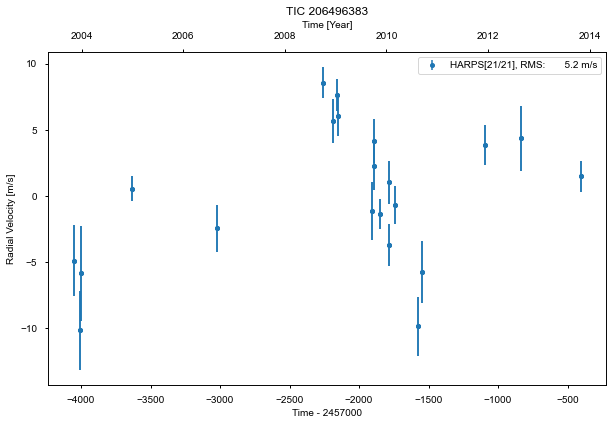 TIC 206496383
Time [Year]
2004 2006 2008 2010 2012 2014
HARPS[21/21], RMS: 5.2 m/s
10
5
0
−5
−10
Radial Velocity [m/s]
−4000 −3500 −3000 −2500 −2000 −1500 −1000 −500
Time - 2457000